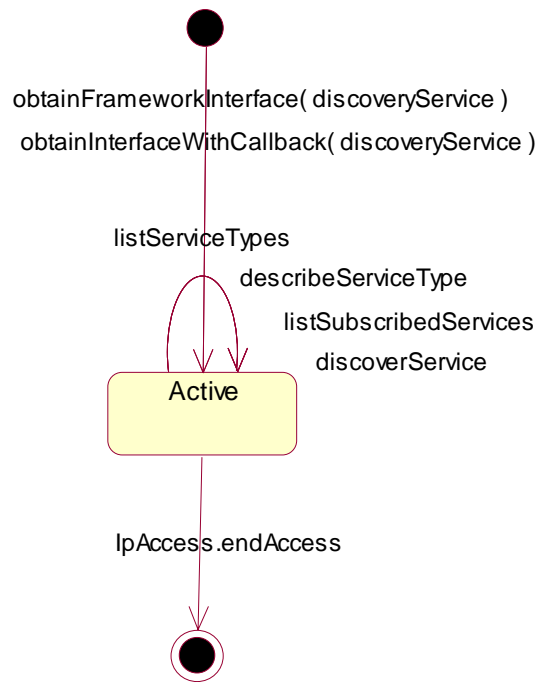 obtainFrameworkInterface( discoveryService )
obtainInterfaceWithCallback( discoveryService )
listServiceTypes
describeServiceType
listSubscribedServices
discoverService
Active
IpAccess.endAccess